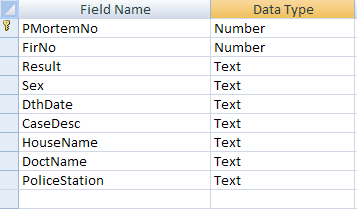 Field Name Data Type
PMortemNo Number
FirNo Number
Result Text
Sex Text
DthDate Text
CaseDesc Text
HouseName Text
DoctName Text
PoliceStation Text